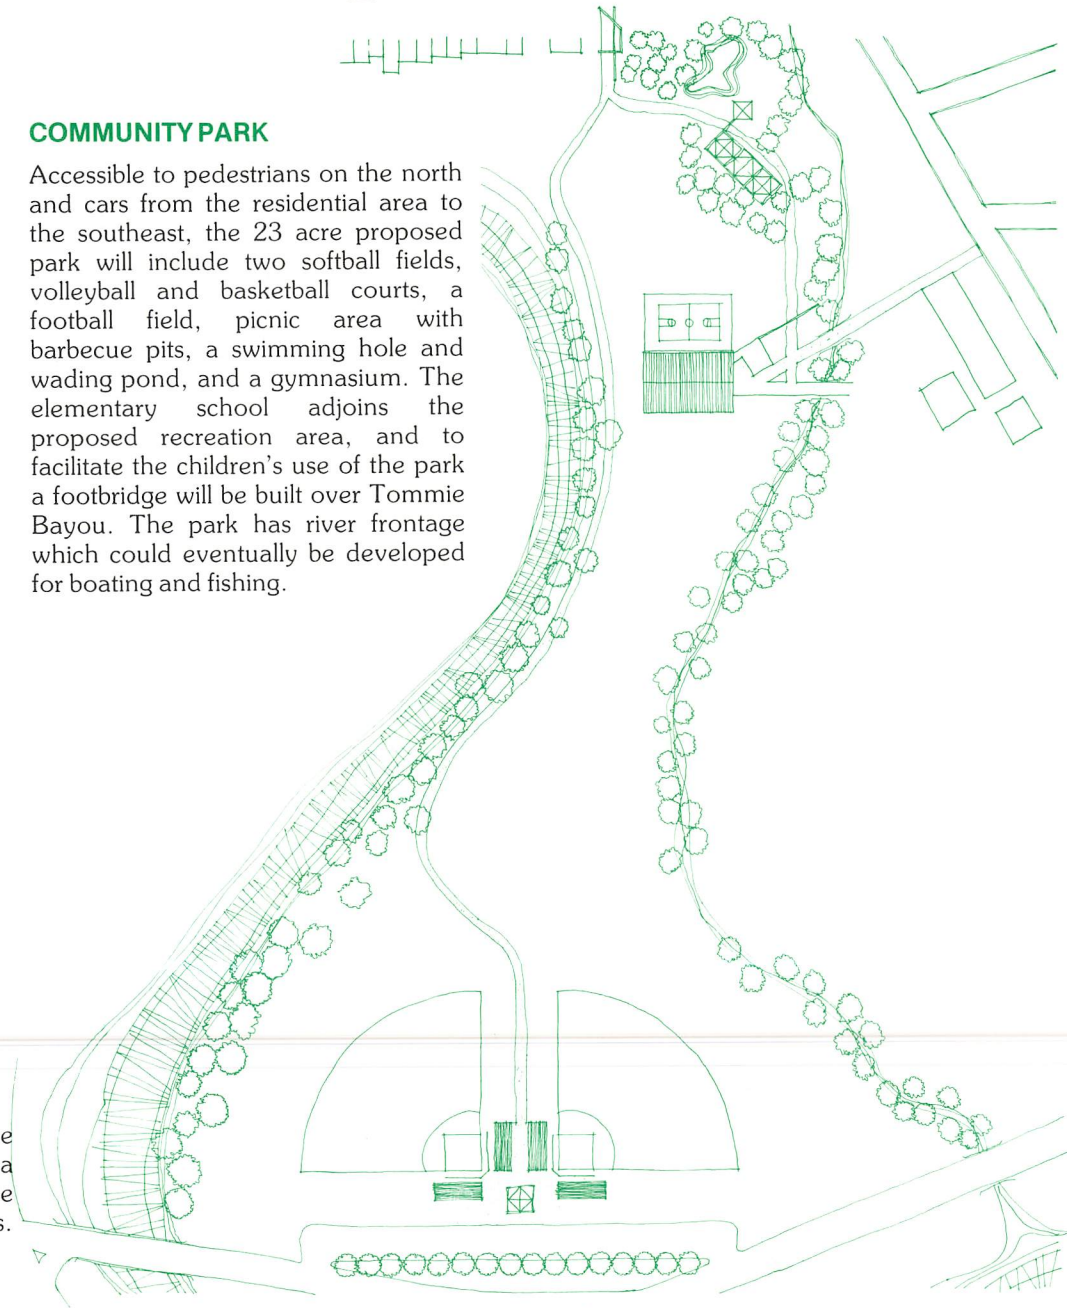 COMMUNITY PARK
Accessible to pedestrians on the north
and cars from the residential area to
the southeast, the 23 acre proposed
park will include two softball fields,
volleyball and basketball courts, a
football field, picnic area with
barbecue pits, a swimming hole and
wading pond, and a gymnasium. The
elementary school adjoins the
proposed recreation area, and to
facilitate the children's use of the park
a footbridge will be built over Tommie
Bayou. The park has river frontage
which could eventually be developed
for boating and fishing.
e
a
e
s.